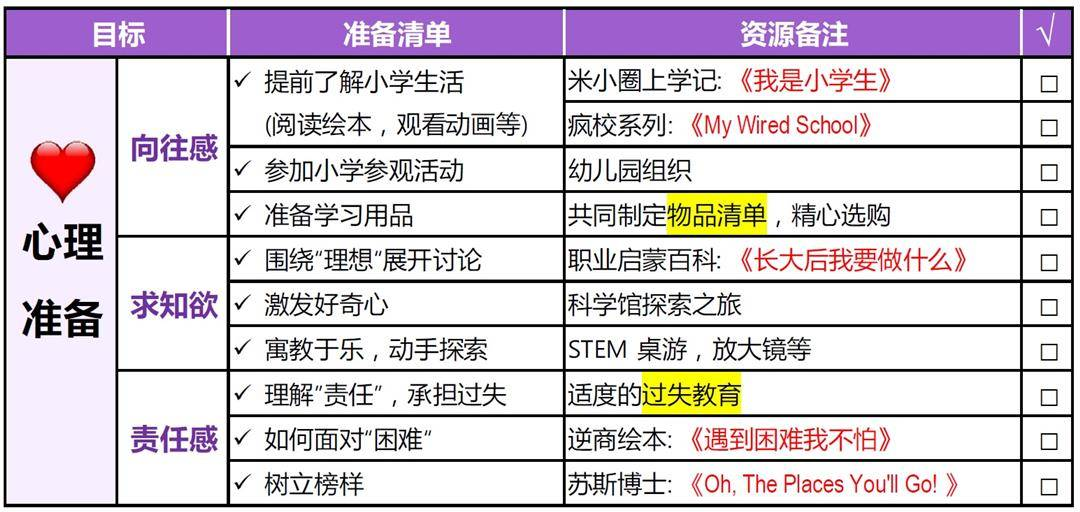 目标 准备清单 资源备注 √
心理
准备
向往感
✓ 提前了解小学生活 米小圈上学记: 《我是小学生》 □
(阅读绘本，观看动画等) 疯校系列: 《My Wired School》 □
✓ 参加小学参观活动 幼儿园组织 □
✓ 准备学习用品 共同制定物品清单，精心选购 □
求知欲
✓ 围绕“理想”展开讨论 职业启蒙百科: 《长大后我要做什么》 □
✓ 激发好奇心 科学馆探索之旅 □
✓ 寓教于乐，动手探索 STEM 桌游，放大镜等 □
责任感
✓ 理解“责任”，承担过失 适度的过失教育 □
✓ 如何面对“困难“ 逆商绘本: 《遇到困难我不怕》 □
✓ 树立榜样 苏斯博士: 《Oh, The Places You'll Go! 》 □